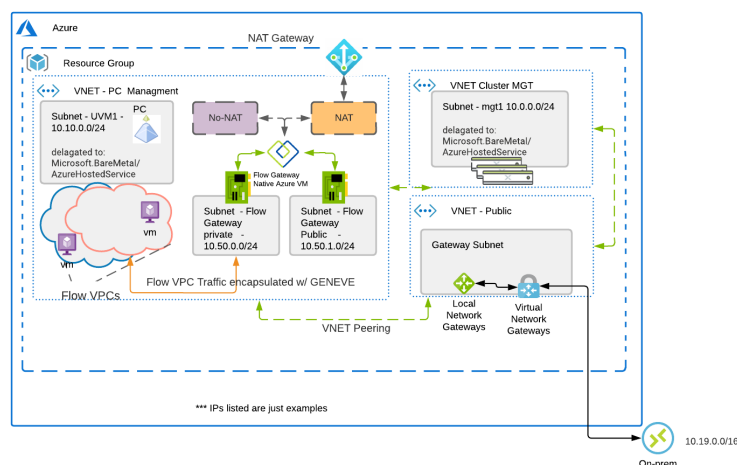 Azure
NAT Gateway
Resource Group
VNET - PC Managment
Subnet - UVM1 -
10.10.0.0/24
PC
delagated to:
Microsoft.BareMetal/
AzureHostedService
No-NAT
NAT
Flow Gateway
Native Azure VM
Subnet - Flow
Gateway
private -
10.50.0.0/24
Subnet - Flow
Gateway
Public -
10.50.1.0/24
vm
vm
Flow VPCs
Flow VPC Traffic encapsulated w/ GENEVE
VNET Cluster MGT
Subnet - mgt1 10.0.0.0/24
delagated to:
Microsoft.BareMetal/
AzureHostedService
VNET - Public
Gateway Subnet
Local
Network
Gateways
Virtual
Network
Gateways
VNET Peering
*** IPs listed are just examples
10.19.0.0/16
On-prem